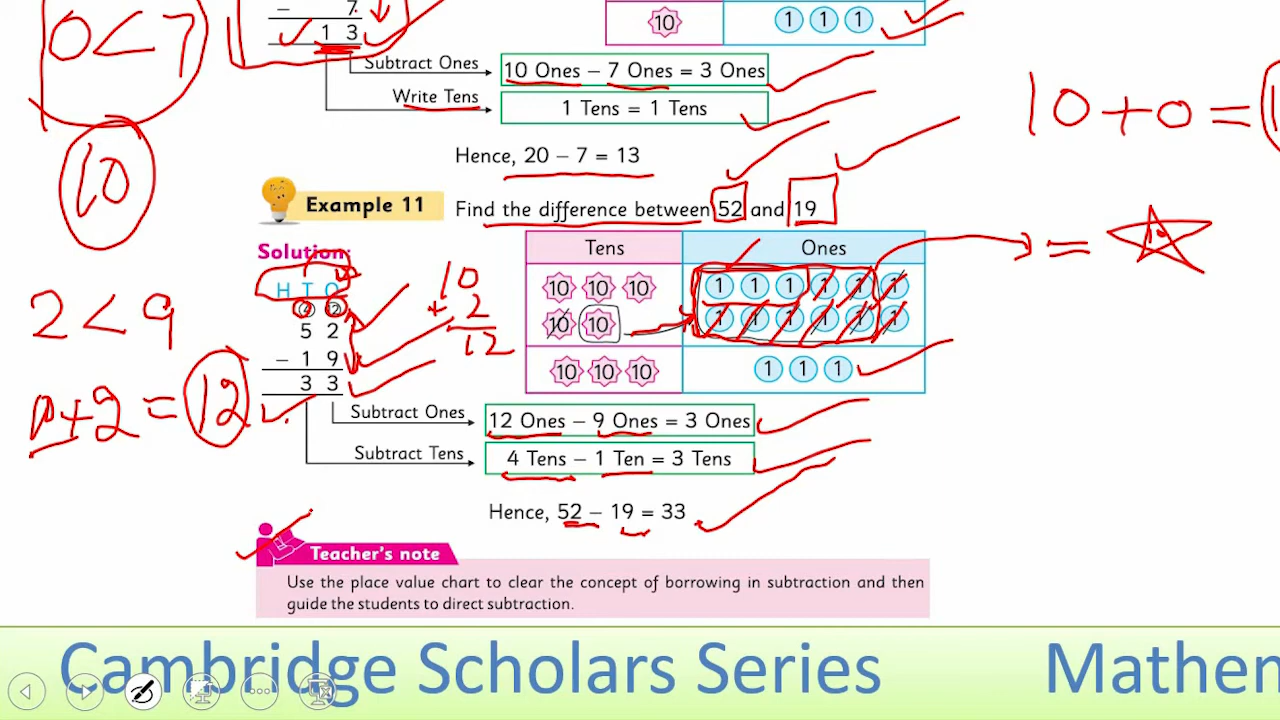 0 < 7
10
− 7
1 3
10
1 1 1
Subtract Ones
10 Ones − 7 Ones = 3 Ones
Write Tens
1 Tens = 1 Tens
Hence, 20 − 7 = 13
10 + 0 =
Example 11
Find the difference between 52 and 19
Solution:
Tens
Ones
H T O
4 12
5 2
− 1 9
3 3
10
+ 2
12
10 10 10
10 10
1 1 1 1 1 1
1 1 1 1 1 1
10 10 10
1 1 1
2 < 9
10 + 2 = 12
=
Subtract Ones
12 Ones − 9 Ones = 3 Ones
Subtract Tens
4 Tens − 1 Ten = 3 Tens
Hence, 52 − 19 = 33
Teacher's note
Use the place value chart to clear the concept of borrowing in subtraction and then
guide the students to direct subtraction.
Cambridge Scholars Series
Mathem